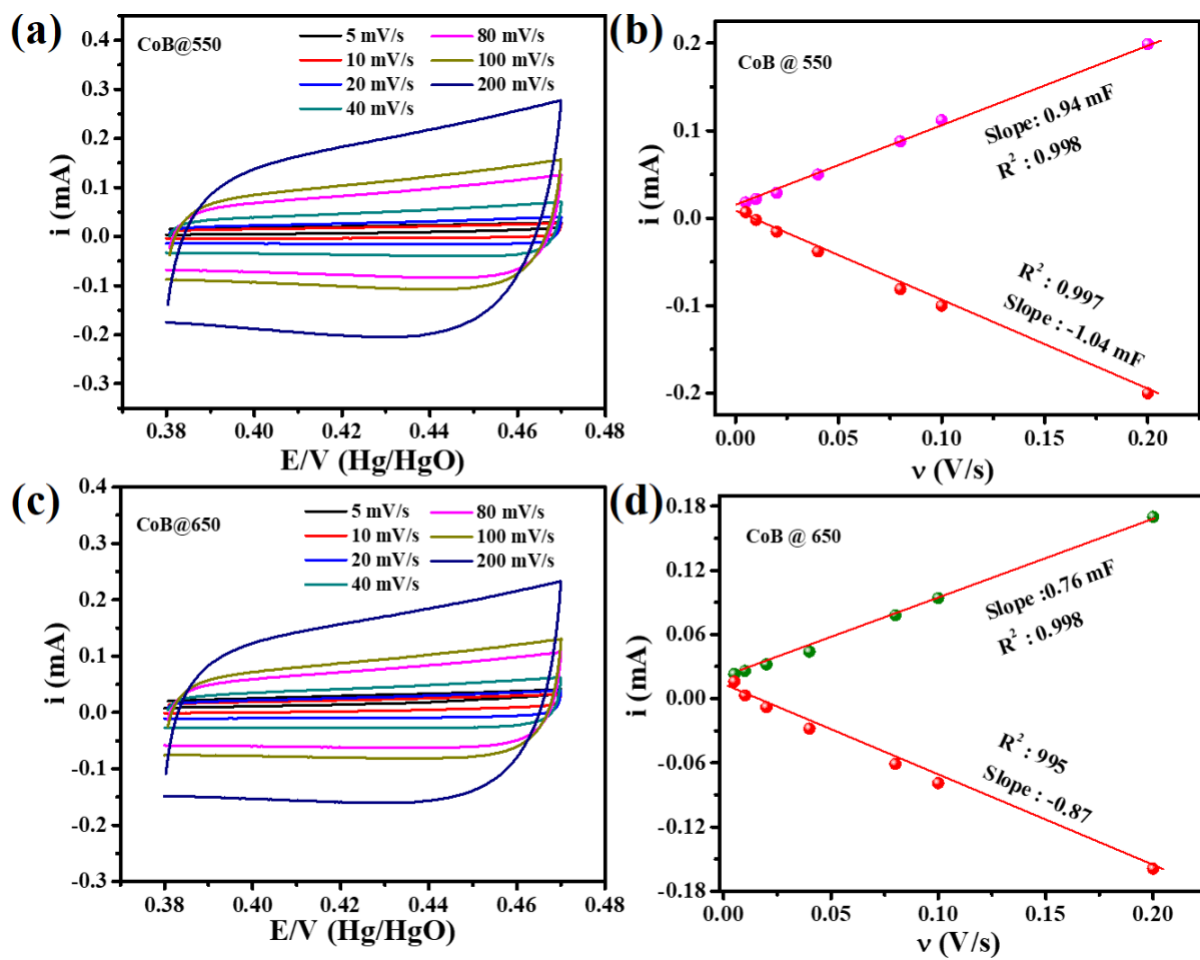 (a)
CoB@550
5 mV/s
10 mV/s
20 mV/s
40 mV/s
80 mV/s
100 mV/s
200 mV/s
0.4
0.3
0.2
0.1
0.0
-0.1
-0.2
-0.3
i (mA)
0.38 0.40 0.42 0.44 0.46 0.48
E/V (Hg/HgO)
(b)
CoB @ 550
Slope: 0.94 mF
R² : 0.998
R² : 0.997
Slope : -1.04 mF
0.2
0.1
0.0
-0.1
-0.2
i (mA)
0.00 0.05 0.10 0.15 0.20
ν (V/s)
(c)
CoB@650
5 mV/s
10 mV/s
20 mV/s
40 mV/s
80 mV/s
100 mV/s
200 mV/s
0.4
0.3
0.2
0.1
0.0
-0.1
-0.2
-0.3
i (mA)
0.38 0.40 0.42 0.44 0.46 0.48
E/V (Hg/HgO)
(d)
CoB @ 650
Slope :0.76 mF
R² : 0.998
R² : 995
Slope : -0.87
0.18
0.12
0.06
0.00
-0.06
-0.12
-0.18
i (mA)
0.00 0.05 0.10 0.15 0.20
ν (V/s)